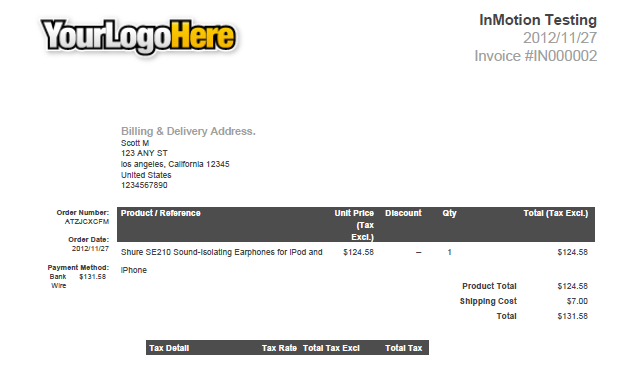 YourLogoHere
InMotion Testing
2012/11/27
Invoice #IN000002
Billing & Delivery Address.
Scott M
123 ANY ST
los angeles, California 12345
United States
1234567890
Order Number:
ATZJCXCFM
Order Date:
2012/11/27
Payment Method:
Bank $131.58
Wire
Product / Reference Unit Price Discount Qty Total (Tax Excl.)
(Tax
Excl.)
Shure SE210 Sound-Isolating Earphones for iPod and $124.58 -- 1 $124.58
iPhone
Product Total $124.58
Shipping Cost $7.00
Total $131.58
Tax Detail Tax Rate Total Tax Excl Total Tax